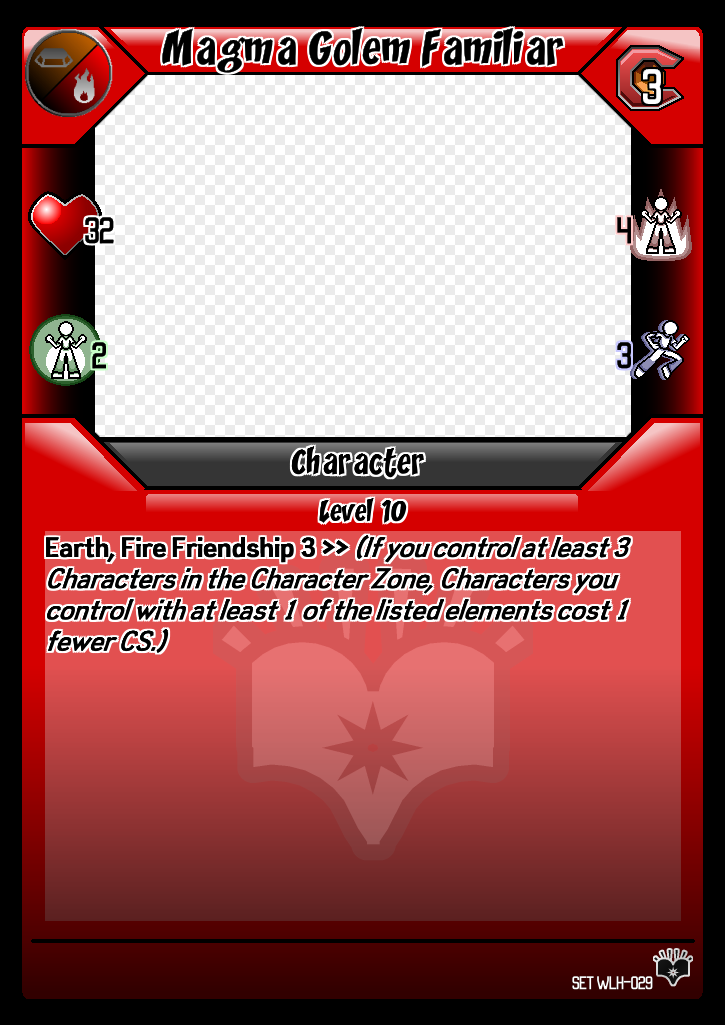 Magma Golem Familiar
3
32
4
2
3
Character
Level 10
Earth, Fire Friendship 3 >> (If you control at least 3
Characters in the Character Zone, Characters you
control with at least 1 of the listed elements cost 1
fewer CS.)
SET WLH-029